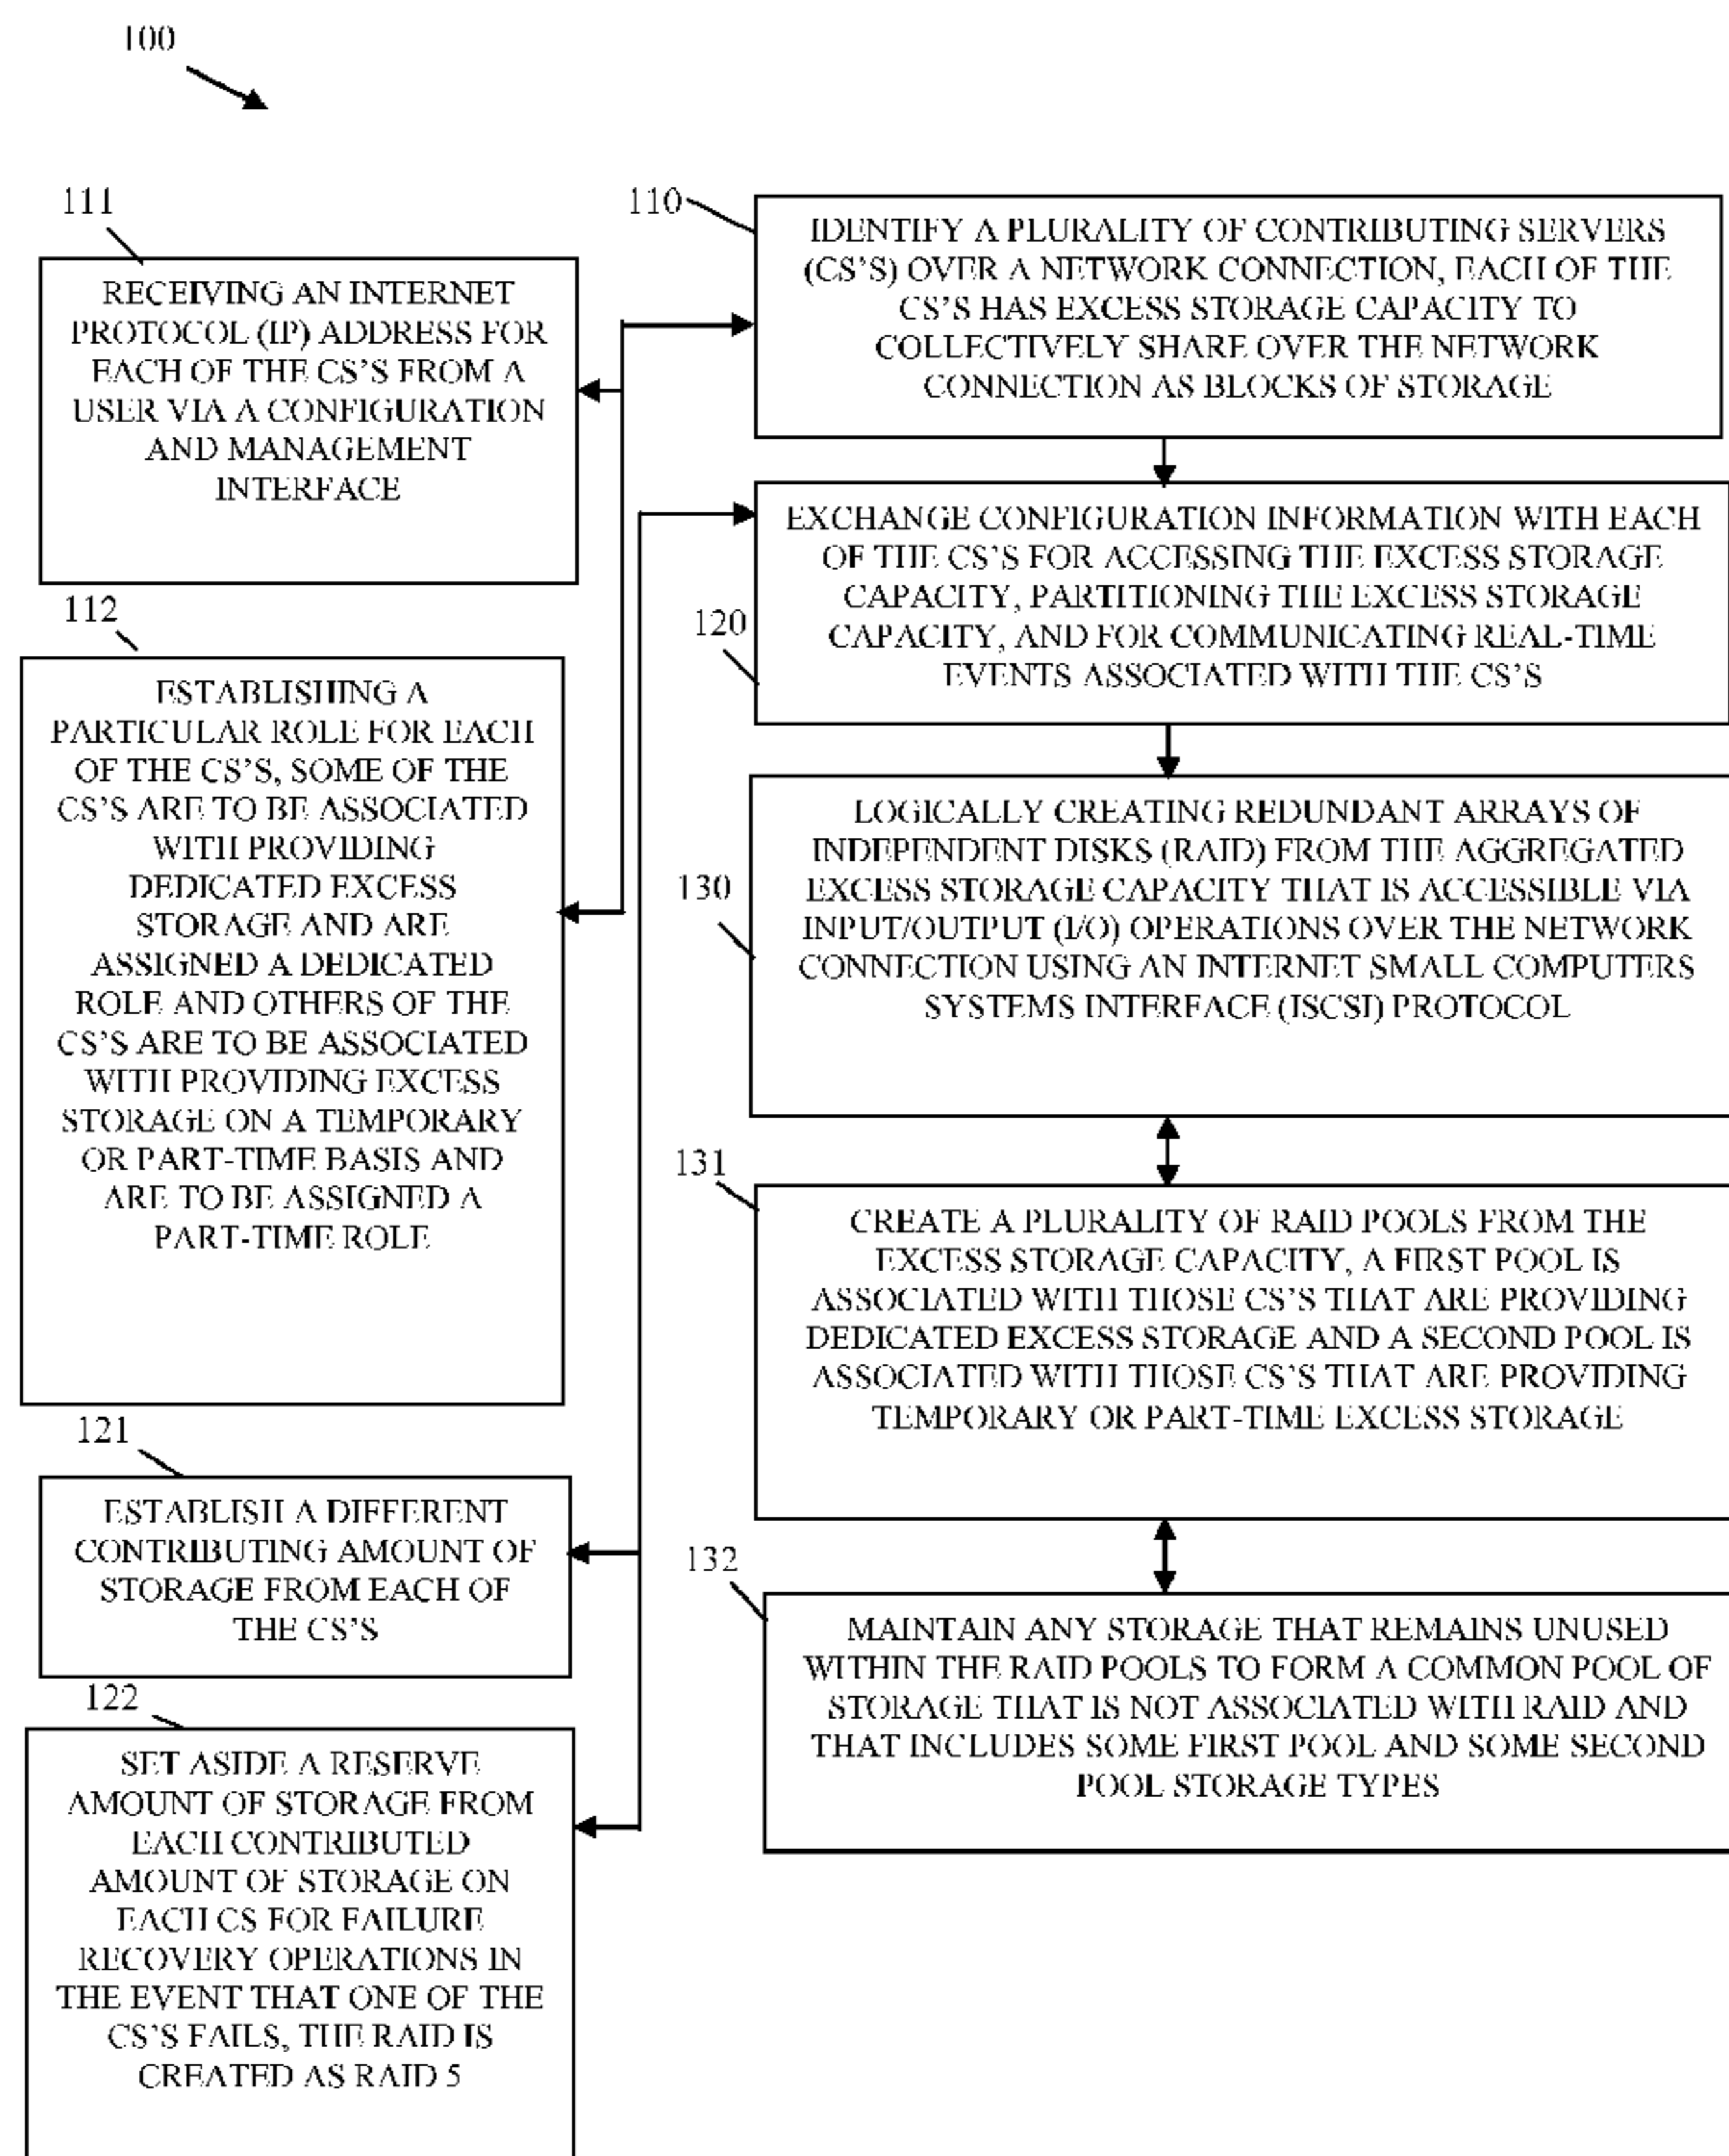 100
111
RECEIVING AN INTERNET
PROTOCOL (IP) ADDRESS FOR
EACH OF THE CS'S FROM A
USER VIA A CONFIGURATION
AND MANAGEMENT
INTERFACE
112
ESTABLISHING A
PARTICULAR ROLE FOR EACH
OF THE CS'S, SOME OF THE
CS'S ARE TO BE ASSOCIATED
WITH PROVIDING
DEDICATED EXCESS
STORAGE AND ARE
ASSIGNED A DEDICATED
ROLE AND OTHERS OF THE
CS'S ARE TO BE ASSOCIATED
WITH PROVIDING EXCESS
STORAGE ON A TEMPORARY
OR PART-TIME BASIS AND
ARE TO BE ASSIGNED A
PART-TIME ROLE
121
ESTABLISH A DIFFERENT
CONTRIBUTING AMOUNT OF
STORAGE FROM EACH OF
THE CS'S
122
SET ASIDE A RESERVE
AMOUNT OF STORAGE FROM
EACH CONTRIBUTED
AMOUNT OF STORAGE ON
EACH CS FOR FAILURE
RECOVERY OPERATIONS IN
THE EVENT THAT ONE OF THE
CS'S FAILS, THE RAID IS
CREATED AS RAID 5
110
IDENTIFY A PLURALITY OF CONTRIBUTING SERVERS
(CS'S) OVER A NETWORK CONNECTION, EACH OF THE
CS'S HAS EXCESS STORAGE CAPACITY TO
COLLECTIVELY SHARE OVER THE NETWORK
CONNECTION AS BLOCKS OF STORAGE
120
EXCHANGE CONFIGURATION INFORMATION WITH EACH
OF THE CS'S FOR ACCESSING THE EXCESS STORAGE
CAPACITY, PARTITIONING THE EXCESS STORAGE
CAPACITY, AND FOR COMMUNICATING REAL-TIME
EVENTS ASSOCIATED WITH THE CS'S
130
LOGICALLY CREATING REDUNDANT ARRAYS OF
INDEPENDENT DISKS (RAID) FROM THE AGGREGATED
EXCESS STORAGE CAPACITY THAT IS ACCESSIBLE VIA
INPUT/OUTPUT (I/O) OPERATIONS OVER THE NETWORK
CONNECTION USING AN INTERNET SMALL COMPUTERS
SYSTEMS INTERFACE (ISCSI) PROTOCOL
131
CREATE A PLURALITY OF RAID POOLS FROM THE
EXCESS STORAGE CAPACITY, A FIRST POOL IS
ASSOCIATED WITH THOSE CS'S THAT ARE PROVIDING
DEDICATED EXCESS STORAGE AND A SECOND POOL IS
ASSOCIATED WITH THOSE CS'S THAT ARE PROVIDING
TEMPORARY OR PART-TIME EXCESS STORAGE
132
MAINTAIN ANY STORAGE THAT REMAINS UNUSED
WITHIN THE RAID POOLS TO FORM A COMMON POOL OF
STORAGE THAT IS NOT ASSOCIATED WITH RAID AND
THAT INCLUDES SOME FIRST POOL AND SOME SECOND
POOL STORAGE TYPES